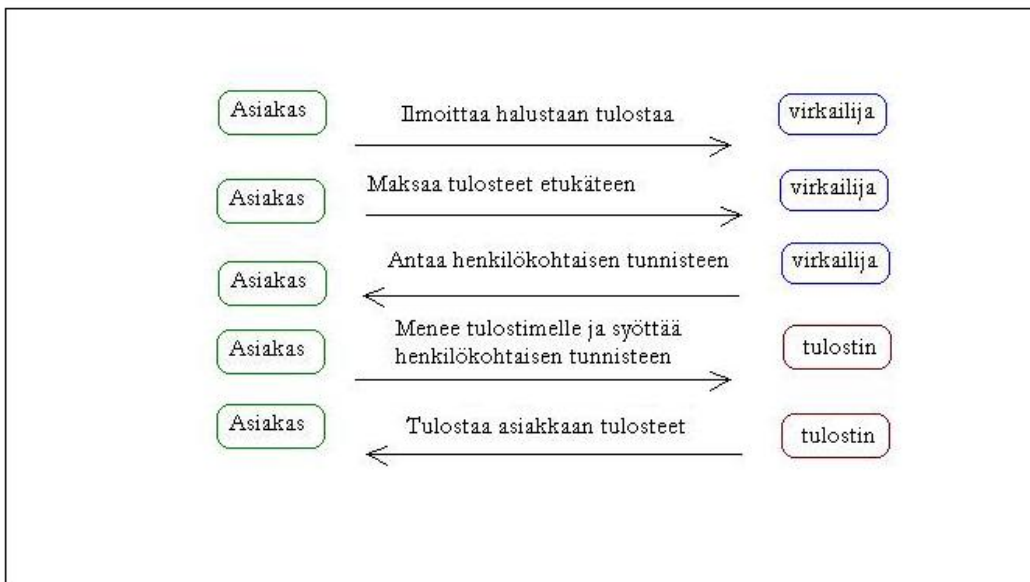 Asiakas
Ilmoittaa halustaan tulostaa
virkailija
Asiakas
Maksaa tulosteet etukäteen
virkailija
Asiakas
Antaa henkilökohtaisen tunnisteen
virkailija
Asiakas
Menee tulostimelle ja syöttää
henkilökohtaisen tunnisteen
tulostin
Asiakas
Tulostaa asiakkaan tulosteet
tulostin